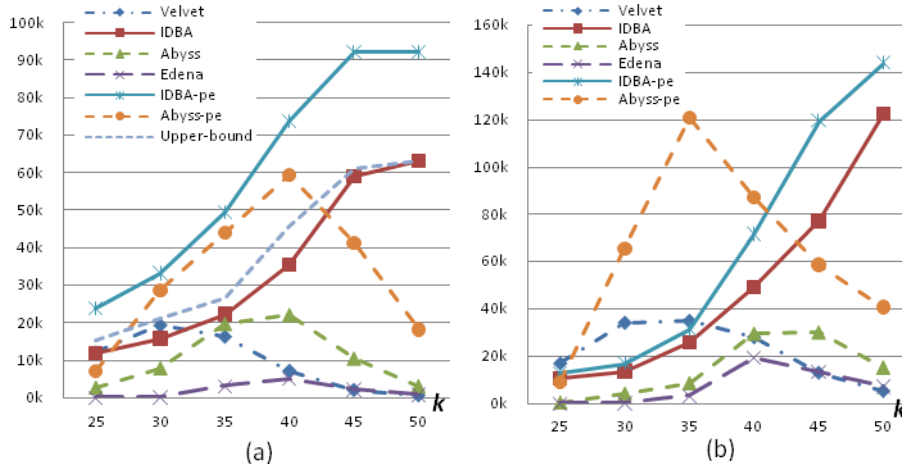 100k
90k
80k
70k
60k
50k
40k
30k
20k
10k
0k
Velvet
IDBA
Abyss
Edena
IDBA-pe
Abyss-pe
Upper-bound
25 30 35 40 45 50 k
(a)
160k
140k
120k
100k
80k
60k
40k
20k
0k
Velvet
IDBA
Abyss
Edena
IDBA-pe
Abyss-pe
25 30 35 40 45 50 k
(b)